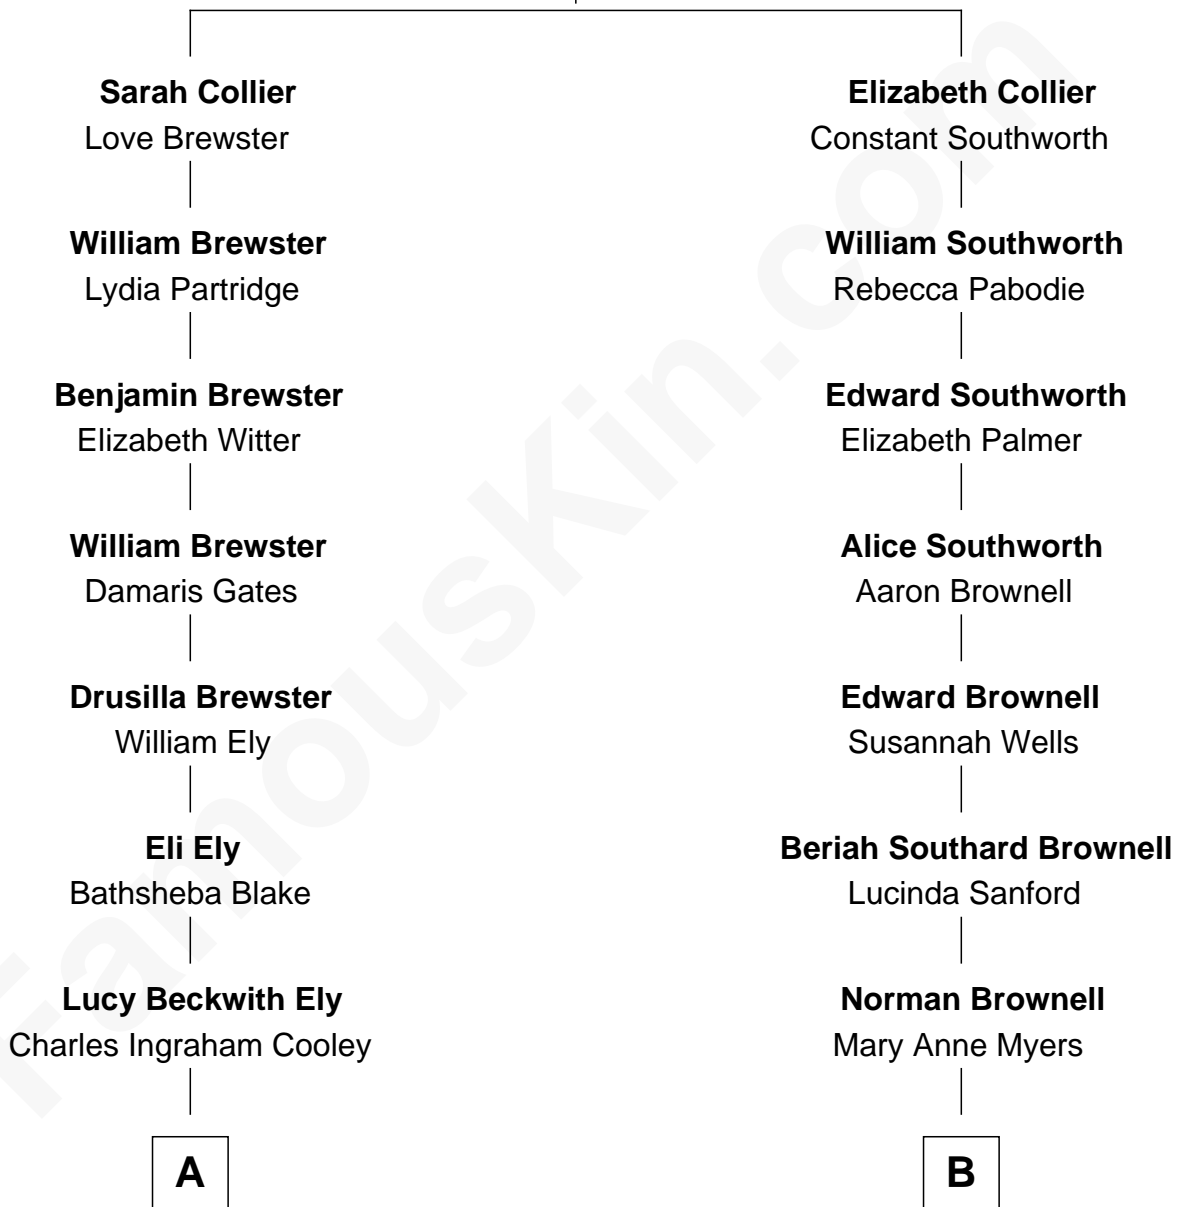 Sarah Collier
Love Brewster
William Brewster
Lydia Partridge
Benjamin Brewster
Elizabeth Witter
William Brewster
Damaris Gates
Drusilla Brewster
William Ely
Eli Ely
Bathsheba Blake
Lucy Beckwith Ely
Charles Ingraham Cooley
A
Elizabeth Collier
Constant Southworth
William Southworth
Rebecca Pabodie
Edward Southworth
Elizabeth Palmer
Alice Southworth
Aaron Brownell
Edward Brownell
Susannah Wells
Beriah Southard Brownell
Lucinda Sanford
Norman Brownell
Mary Anne Myers
B
FamousKin.com